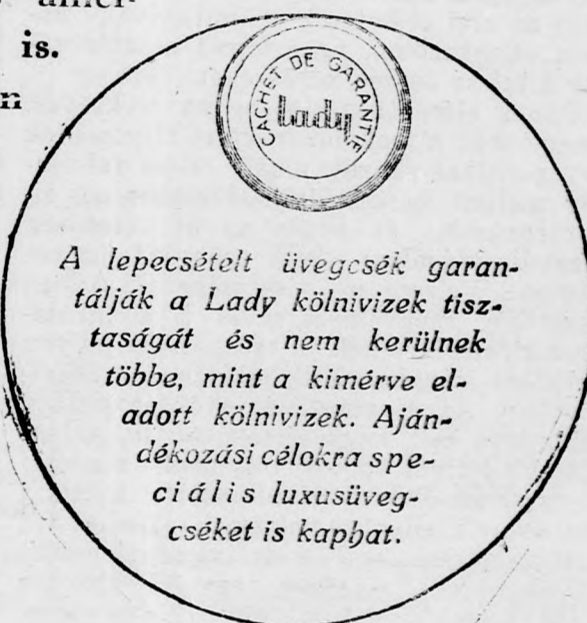 amer-
is.
n
CACHET DE GARANTIE
Lady
A lepecsételt üvegcsék garan-
tálják a Lady kölnivizek tisz-
taságát és nem kerülnek
többe, mint a kimérve el-
adott kölnivizek. Aján-
dékozási célokra spe-
ciális luxusüveg-
cséket is kaphat.